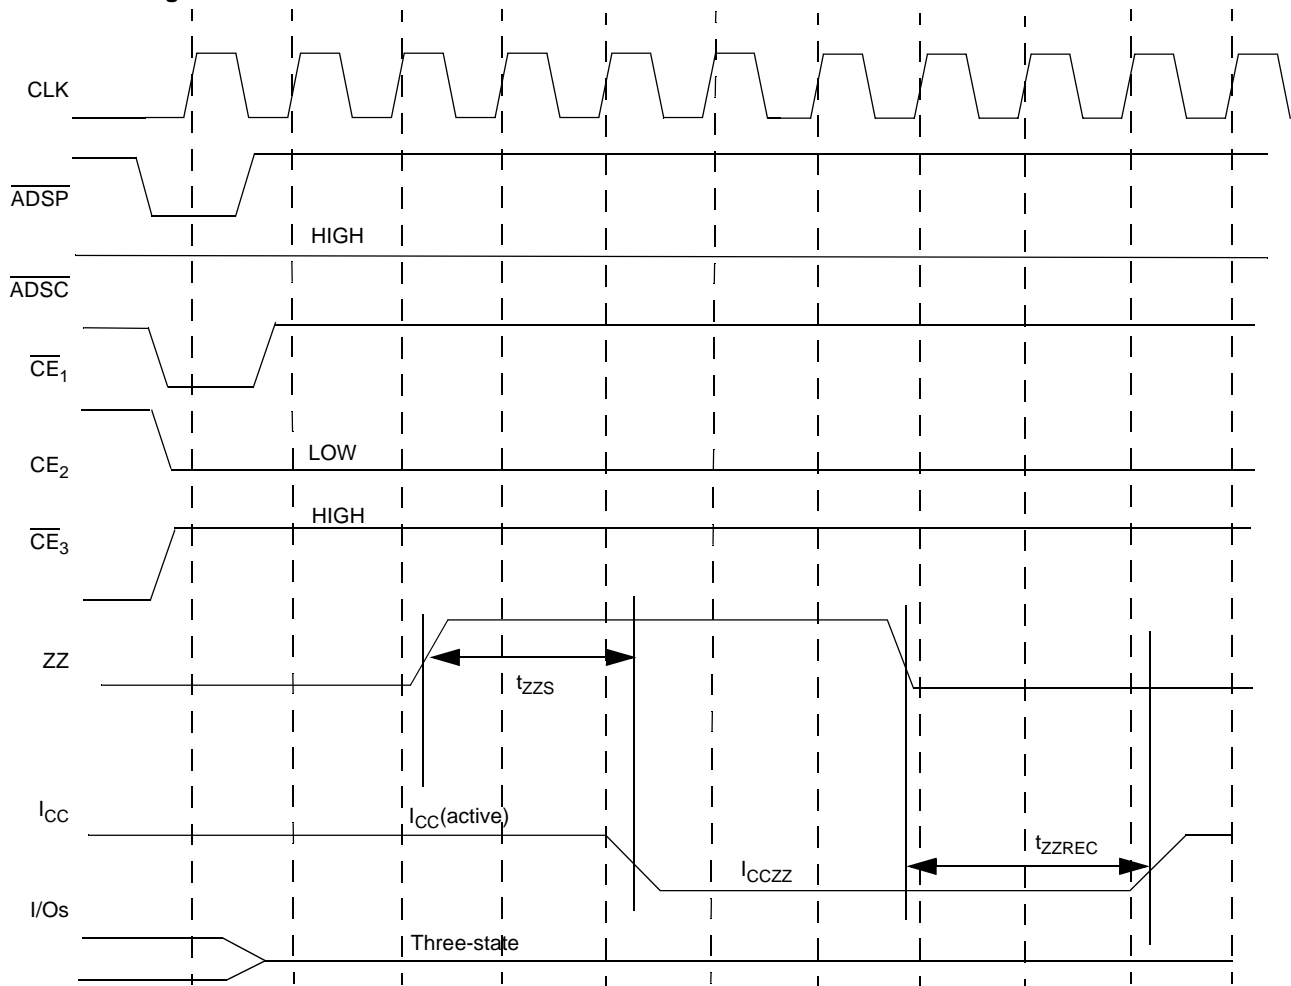 CLK
ADSP
HIGH
ADSC
CE1
LOW
CE2
HIGH
CE3
ZZ
tZZS
ICC
ICC(active)
tZZREC
ICCZZ
I/Os
Three-state